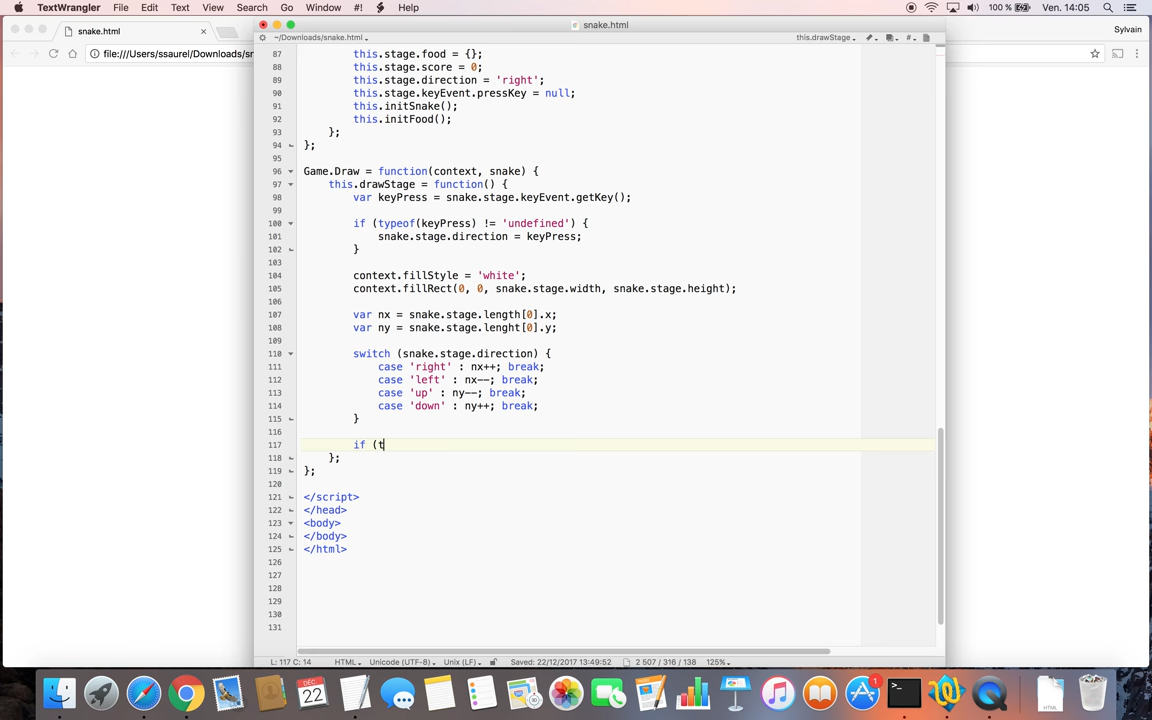 TextWrangler File Edit Text View Search Go Window #! Help 100 % Ven. 14:05
snake.html
snake.html
Sylvain
~/Downloads/snake.html
this.drawStage
file:///Users/ssaurel/Downloads/sr
87 this.stage.food = {};
88 this.stage.score = 0;
89 this.stage.direction = 'right';
90 this.stage.keyEvent.pressKey = null;
91 this.initSnake();
92 this.initFood();
93 };
94 };
95
96 Game.Draw = function(context, snake) {
97 this.drawStage = function() {
98 var keyPress = snake.stage.keyEvent.getKey();
99
100 if (typeof(keyPress) != 'undefined') {
101 snake.stage.direction = keyPress;
102 }
103
104 context.fillStyle = 'white';
105 context.fillRect(0, 0, snake.stage.width, snake.stage.height);
106
107 var nx = snake.stage.length[0].x;
108 var ny = snake.stage.lenght[0].y;
109
110 switch (snake.stage.direction) {
111 case 'right' : nx++; break;
112 case 'left' : nx--; break;
113 case 'up' : ny--; break;
114 case 'down' : ny++; break;
115 }
116
117 if (t
118 };
119 };
120
121 </script>
122 </head>
123 <body>
124 </body>
125 </html>
126
127
128
129
130
131
L: 117 C: 14 HTML Unicode (UTF-8) Unix (LF) Saved: 22/12/2017 13:49:52 2 507 / 316 / 138 125%
DÉC
22
1
HTML